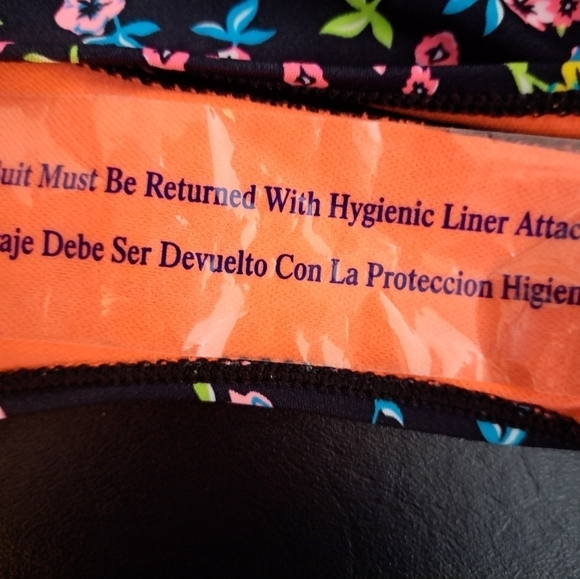 uit Must Be Returned With Hygienic Liner Attac
aje Debe Ser Devuelto Con La Proteccion Higien